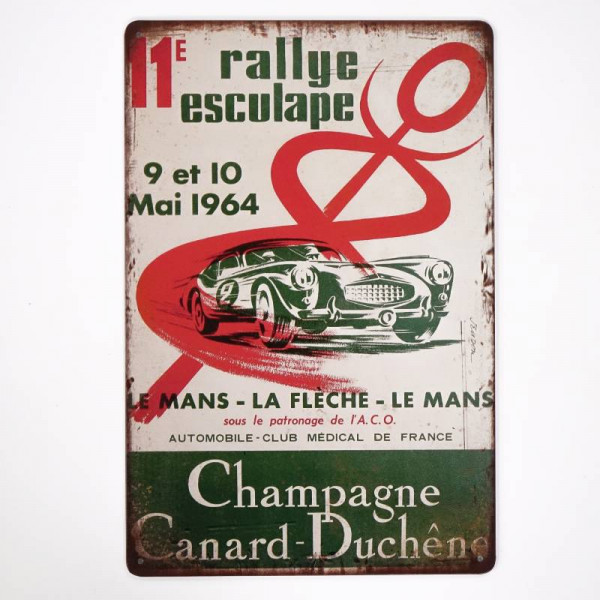 11E rallye
esculape
9 et 10
Mai 1964
LE MANS - LA FLÈCHE - LE MANS
sous le patronage de l'A.C.O.
AUTOMOBILE-CLUB MÉDICAL DE FRANCE
Champagne
Canard-Duchêne